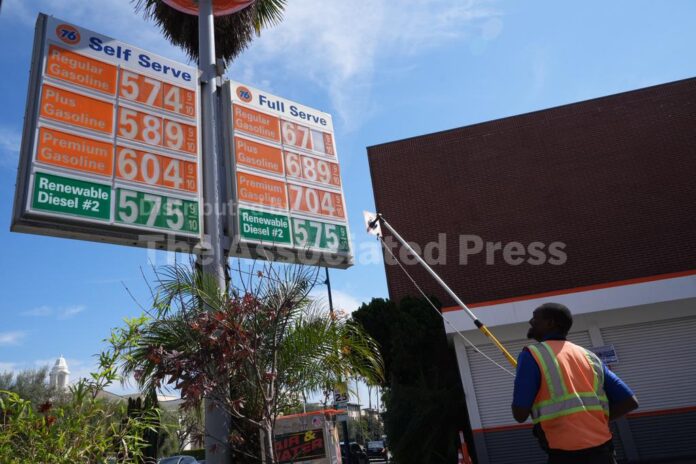 76 Self Serve
Regular Gasoline 574 9/10
Plus Gasoline 589 9/10
Premium Gasoline 604 9/10
Renewable Diesel #2 575 9/10
76 Full Serve
Regular Gasoline 67
Plus Gasoline 689 9/10
Premium Gasoline 704 9/10
Renewable Diesel #2 575 9/10
The Associated Press
AIR &
WATER